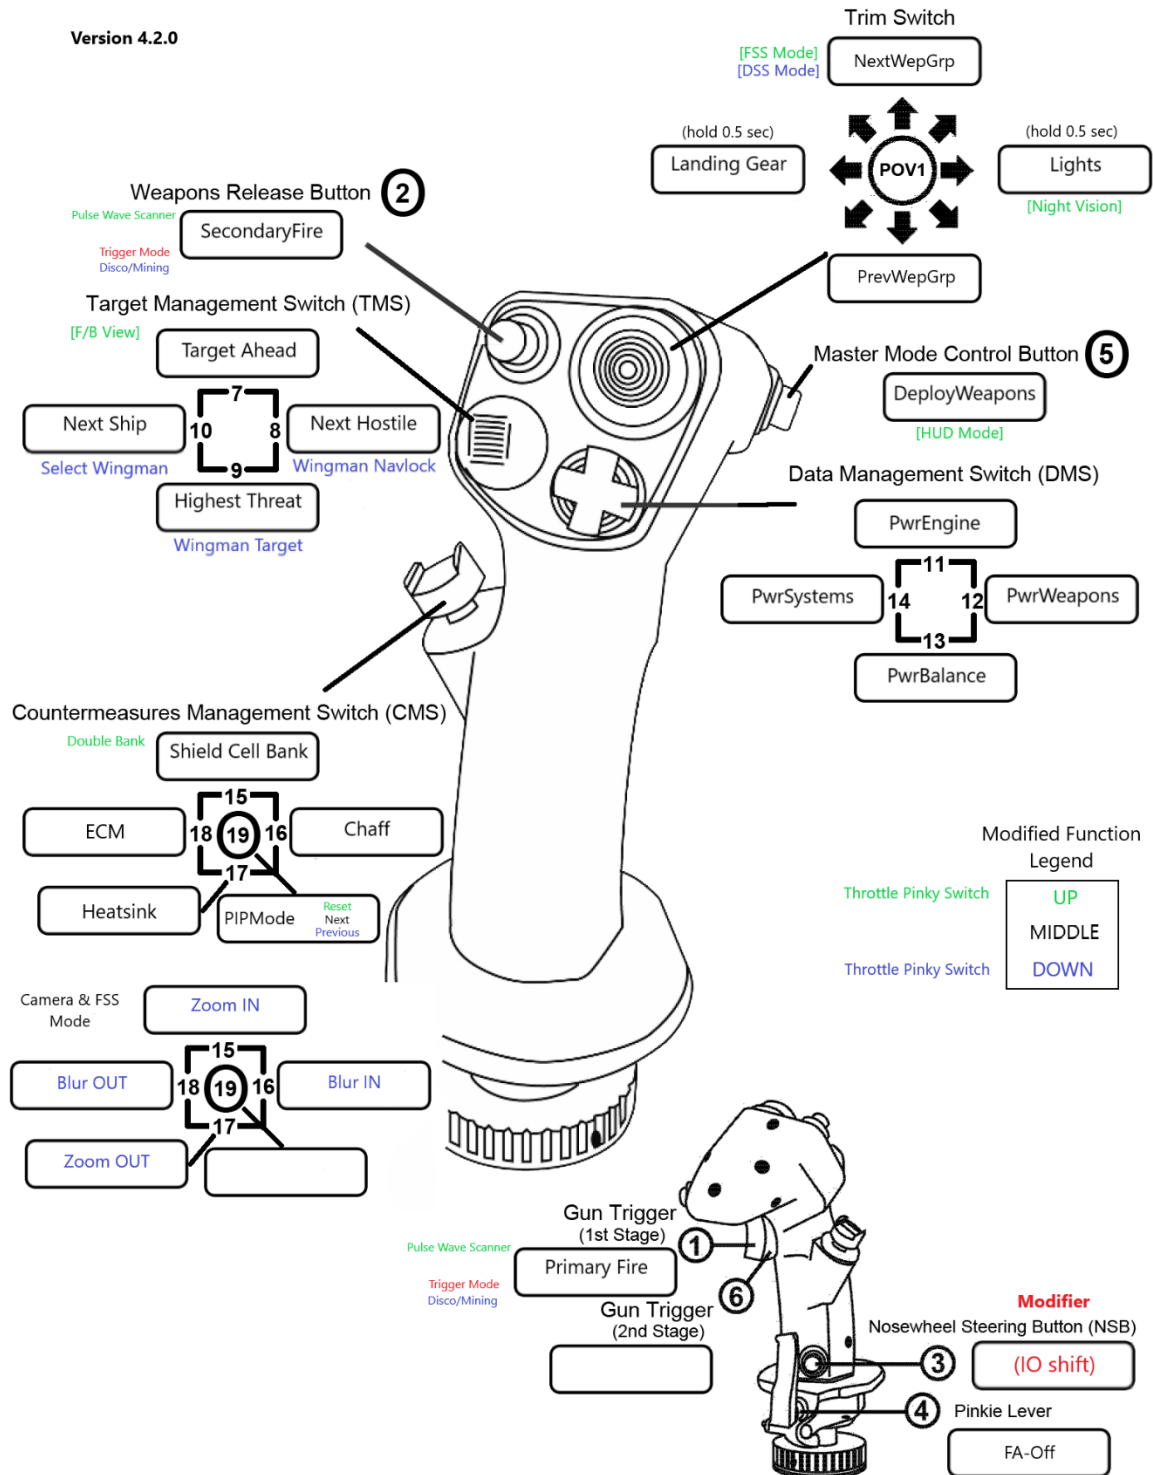 Version 4.2.0
Trim Switch
[FSS Mode]
[DSS Mode]
NextWepGrp
(hold 0.5 sec)
Landing Gear
POV1
(hold 0.5 sec)
Lights
[Night Vision]
PrevWepGrp
Weapons Release Button 2
Pulse Wave Scanner
SecondaryFire
Trigger Mode
Disco/Mining
Target Management Switch (TMS)
[F/B View]
Target Ahead
7
Next Ship
10
8
Next Hostile
Select Wingman
Wingman Navlock
9
Highest Threat
Wingman Target
Master Mode Control Button 5
DeployWeapons
[HUD Mode]
Data Management Switch (DMS)
PwrEngine
11
PwrSystems
14
12
PwrWeapons
13
PwrBalance
Countermeasures Management Switch (CMS)
Double Bank
Shield Cell Bank
15
ECM
18
19
16
Chaff
17
Heatsink
PIPMode
Reset
Next
Previous
Modified Function
Legend
Throttle Pinky Switch
UP
MIDDLE
Throttle Pinky Switch
DOWN
Camera & FSS
Mode
Zoom IN
15
Blur OUT
18
19
16
Blur IN
17
Zoom OUT
Gun Trigger
(1st Stage)
1
Pulse Wave Scanner
Primary Fire
Trigger Mode
Disco/Mining
6
Gun Trigger
(2nd Stage)
Modifier
Nosewheel Steering Button (NSB)
3
(IO shift)
4
Pinkie Lever
FA-Off